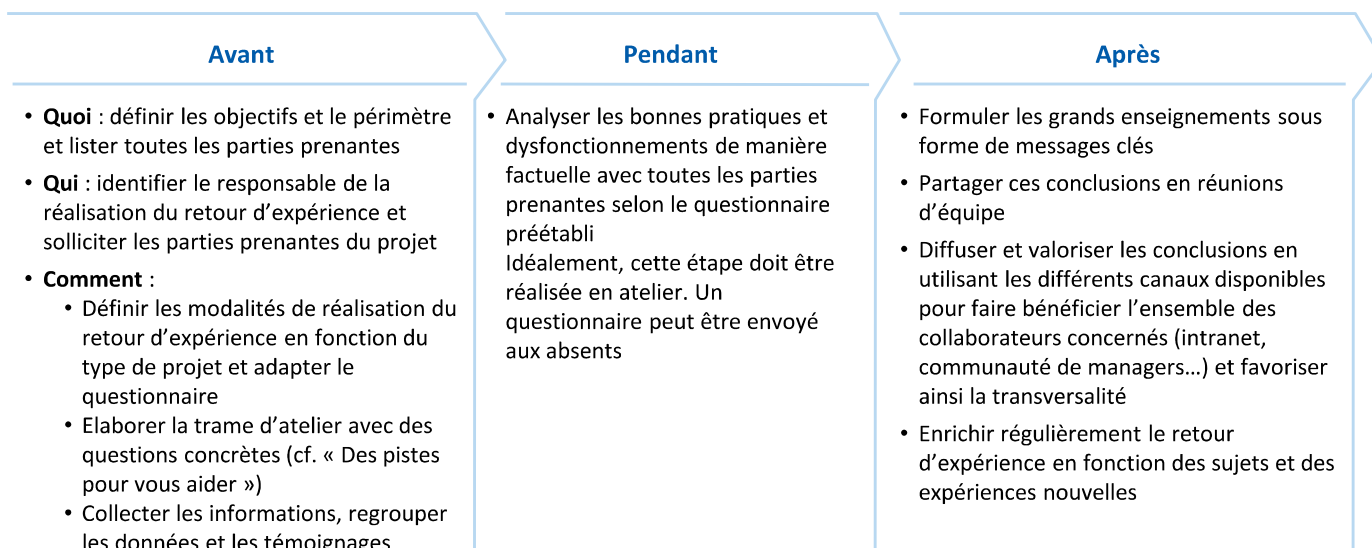 Avant
• Quoi : définir les objectifs et le périmètre
et lister toutes les parties prenantes
• Qui : identifier le responsable de la
réalisation du retour d’expérience et
solliciter les parties prenantes du projet
• Comment :
• Définir les modalités de réalisation du
retour d’expérience en fonction du
type de projet et adapter le
questionnaire
• Elaborer la trame d’atelier avec des
questions concrètes (cf. « Des pistes
pour vous aider »)
• Collecter les informations, regrouper
les données et les témoignages
Pendant
• Analyser les bonnes pratiques et
dysfonctionnements de manière
factuelle avec toutes les parties
prenantes selon le questionnaire
préétabli
Idéalement, cette étape doit être
réalisée en atelier. Un
questionnaire peut être envoyé
aux absents
Après
• Formuler les grands enseignements sous
forme de messages clés
• Partager ces conclusions en réunions
d’équipe
• Diffuser et valoriser les conclusions en
utilisant les différents canaux disponibles
pour faire bénéficier l’ensemble des
collaborateurs concernés (intranet,
communauté de managers…) et favoriser
ainsi la transversalité
• Enrichir régulièrement le retour
d’expérience en fonction des sujets et des
expériences nouvelles